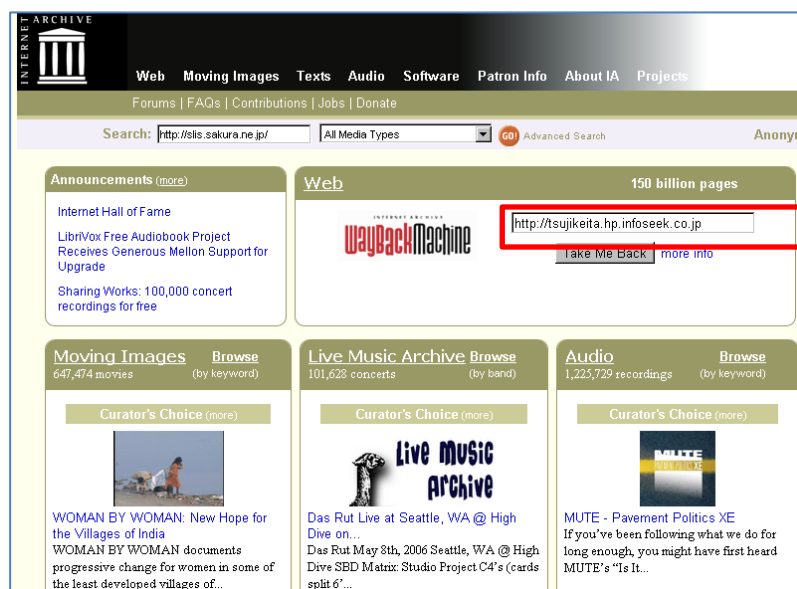 INTERNET ARCHIVE
Web Moving Images Texts Audio Software Patron Info About IA Projects
Forums | FAQs | Contributions | Jobs | Donate
Search: http://slis.sakura.ne.jp/ All Media Types GO! Advanced Search
Announcements (more)
Internet Hall of Fame
LibriVox Free Audiobook Project
Receives Generous Mellon Support for
Upgrade
Sharing Works: 100,000 concert
recordings for free
Web 150 billion pages
INTERNET ARCHIVE
WayBackMachine
http://tsujikeita.hp.infoseek.co.jp
Take Me Back more info
Moving Images Browse
647,474 movies (by keyword)
Curator's Choice (more)
WOMAN BY WOMAN: New Hope for
the Villages of India
WOMAN BY WOMAN documents
progressive change for women in some of
the least developed villages of...
Live Music Archive Browse
101,628 concerts (by band)
Curator's Choice (more)
Live Music
Archive
Das Rut Live at Seattle, WA @ High
Dive on...
Das Rut May 8th, 2006 Seattle, WA @ High
Dive SBD Matrix: Studio Project C4's (cards
split 6'...
Audio Browse
1,225,729 recordings (by keyword)
Curator's Choice (more)
MUTE
MUTE - Pavement Politics XE
If you've been following what we do for
long enough, you might have first heard
MUTE's "Is It...